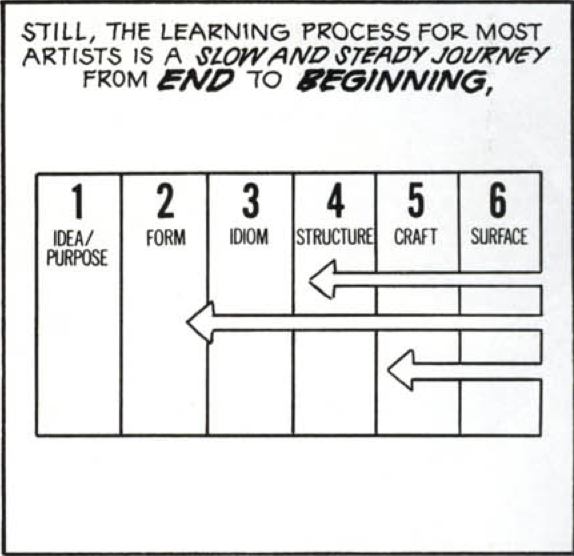 STILL, THE LEARNING PROCESS FOR MOST
ARTISTS IS A SLOW AND STEADY JOURNEY
FROM END TO BEGINNING,
1 2 3 4 5 6
IDEA/ FORM IDIOM STRUCTURE CRAFT SURFACE
PURPOSE